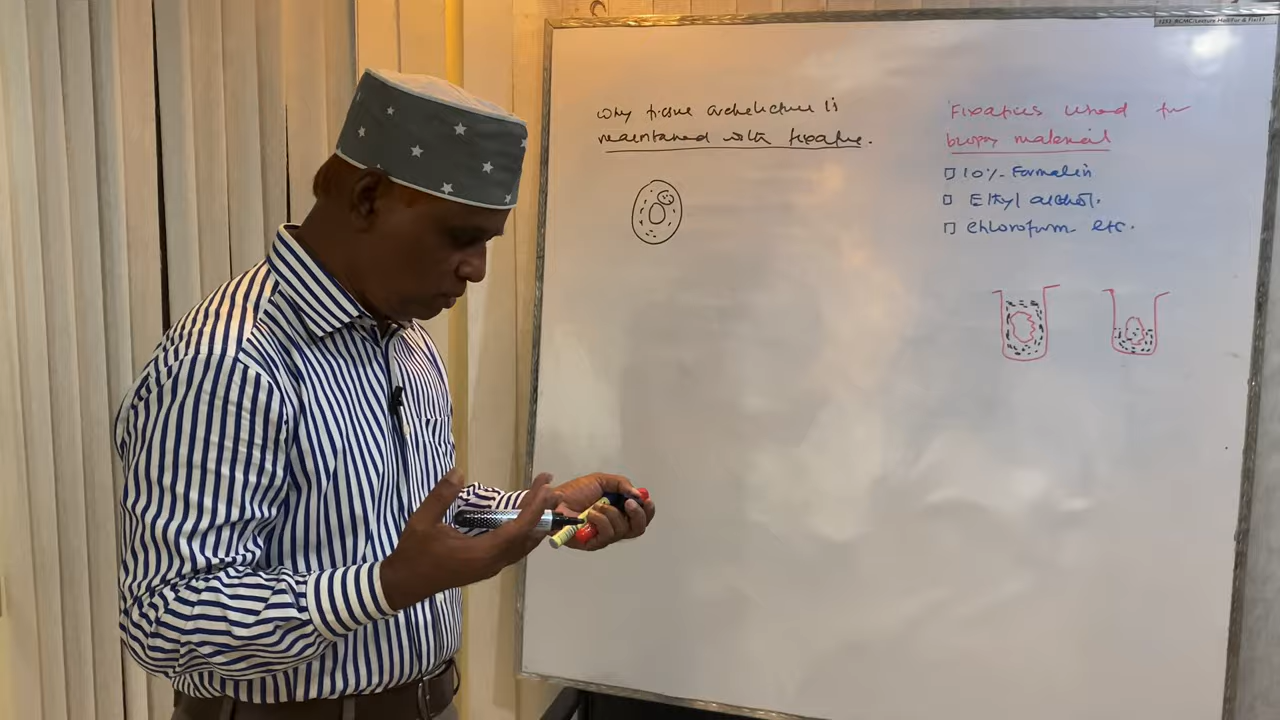 Why tissue architecture is
maintained with fixative.
Fixatives used for
biopsy material
10% Formalin
Ethyl alcohol.
chloroform etc.